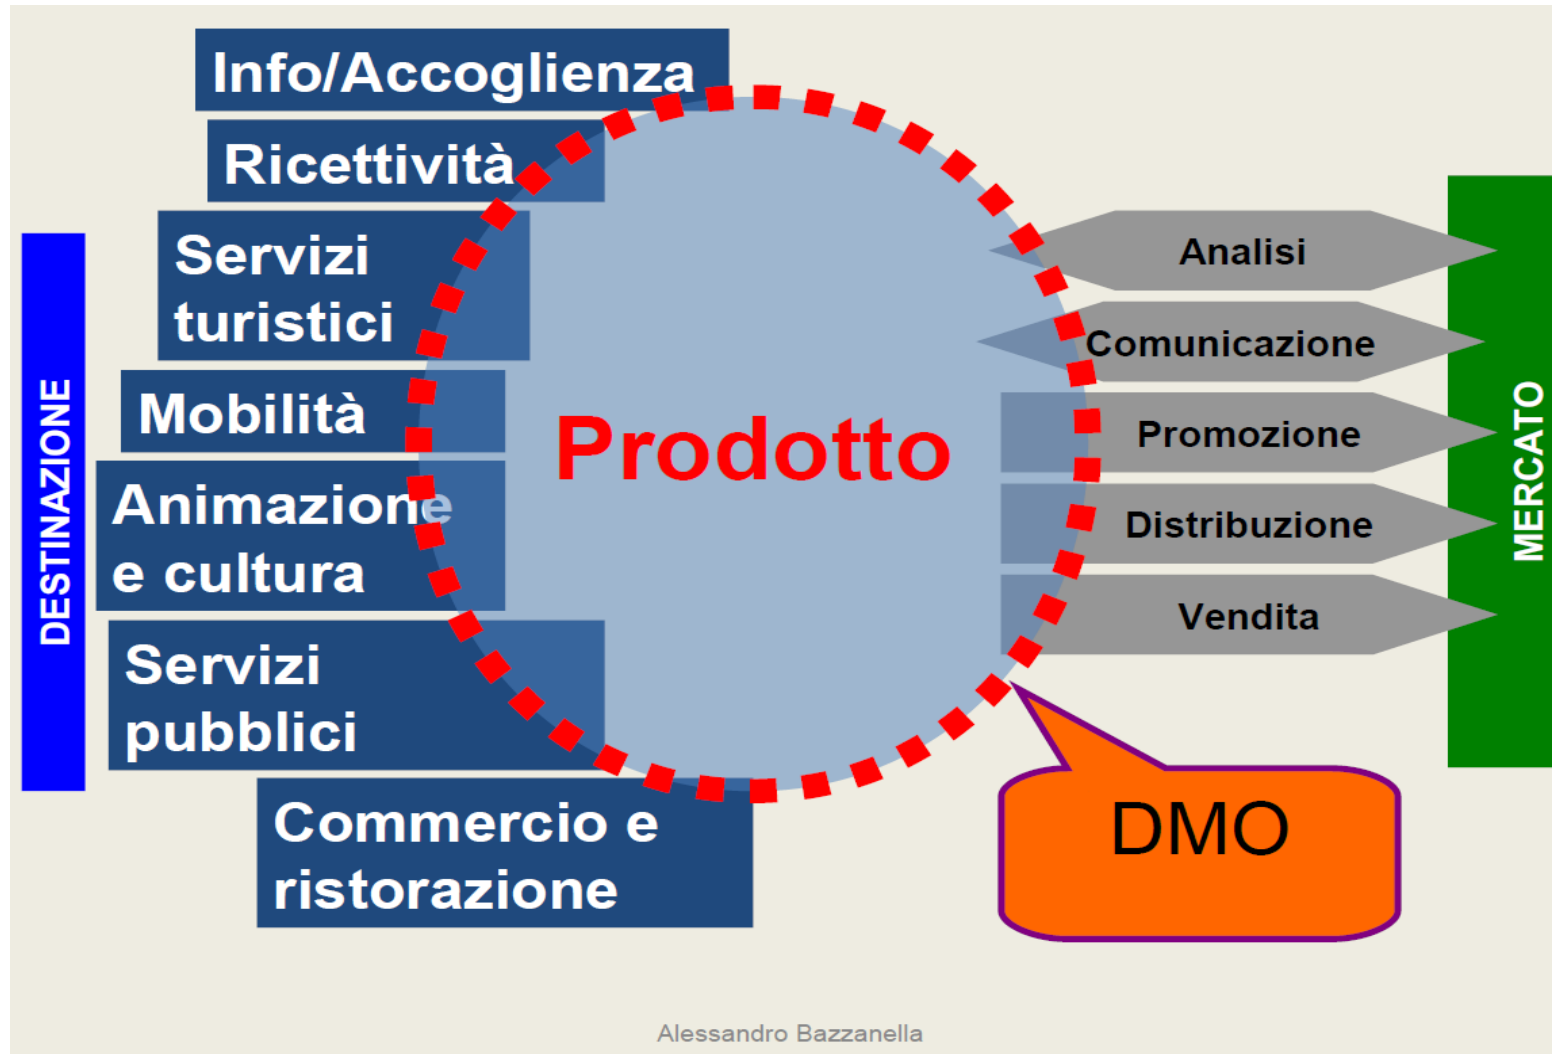 Info/Accoglienza
Ricettività
Servizi
turistici
Mobilità
Animazione
e cultura
Servizi
pubblici
Commercio e
ristorazione
DESTINAZIONE
Prodotto
Analisi
Comunicazione
Promozione
Distribuzione
Vendita
MERCATO
DMO
Alessandro Bazzanella